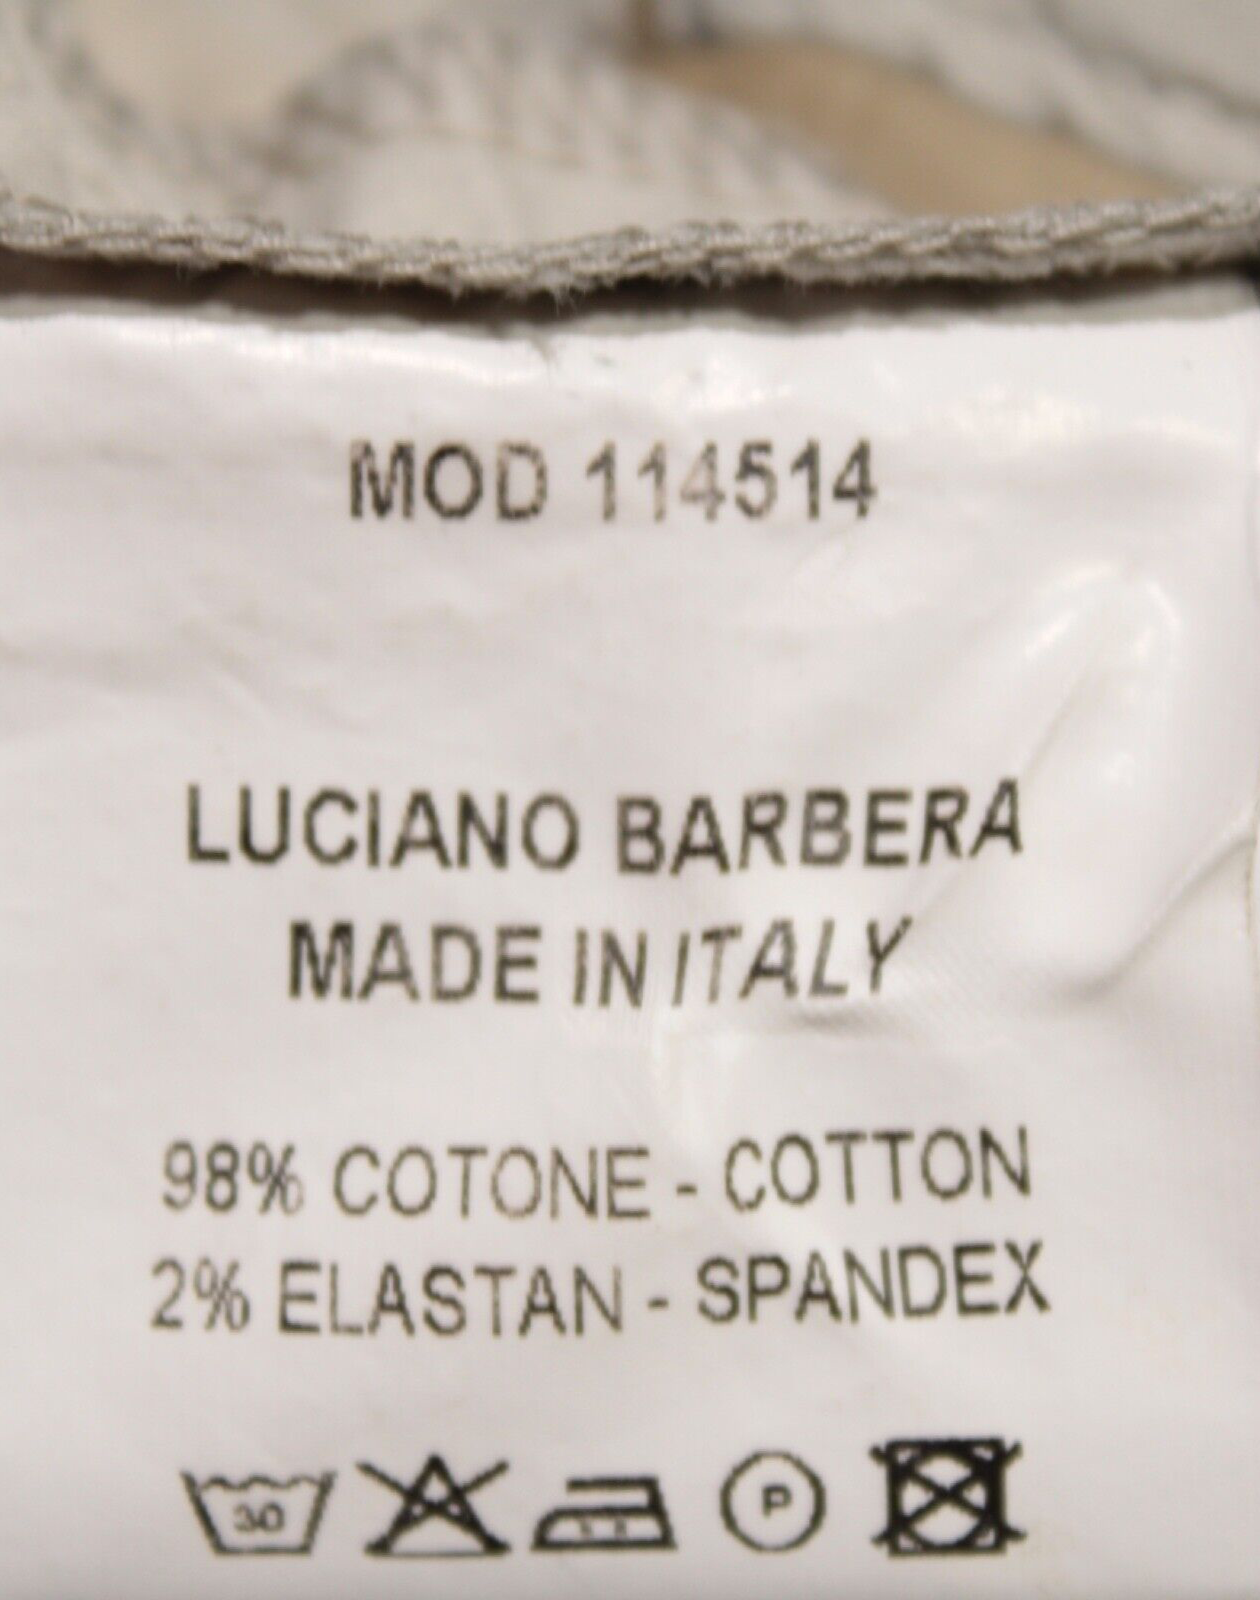 MOD 114514
LUCIANO BARBERA
MADE IN ITALY
98% COTONE - COTTON
2% ELASTAN - SPANDEX
30 P